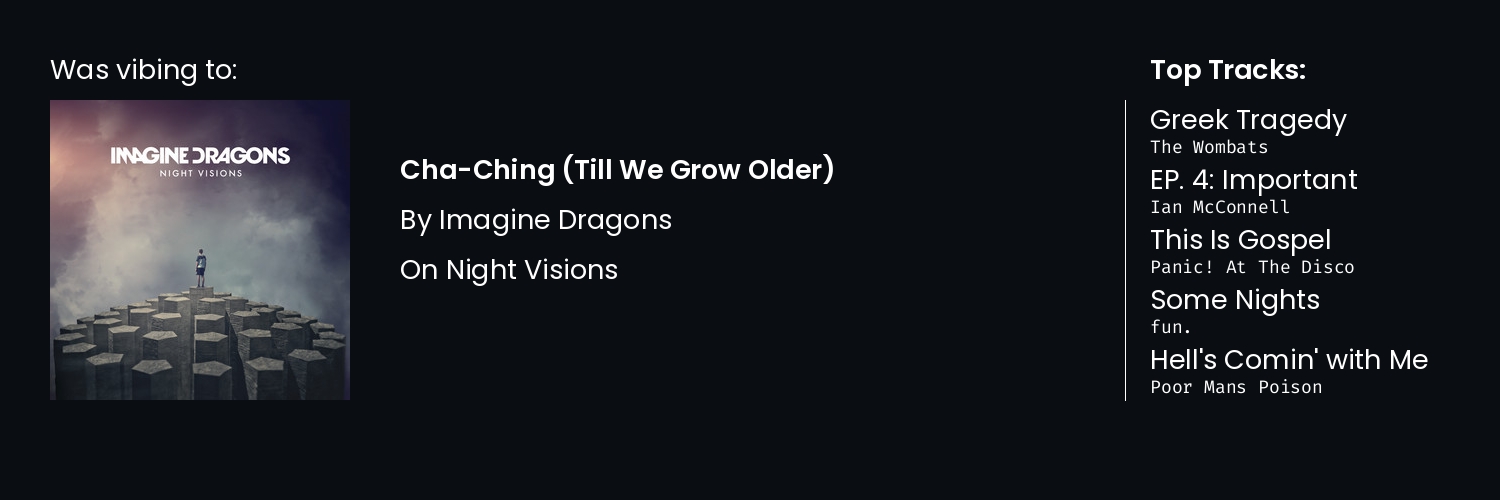 Was vibing to:
IMAGINE DRAGONS
NIGHT VISIONS
Cha-Ching (Till We Grow Older)
By Imagine Dragons
On Night Visions
Top Tracks:
Greek Tragedy
The Wombats
EP. 4: Important
Ian McConnell
This Is Gospel
Panic! At The Disco
Some Nights
fun.
Hell's Comin' with Me
Poor Mans Poison